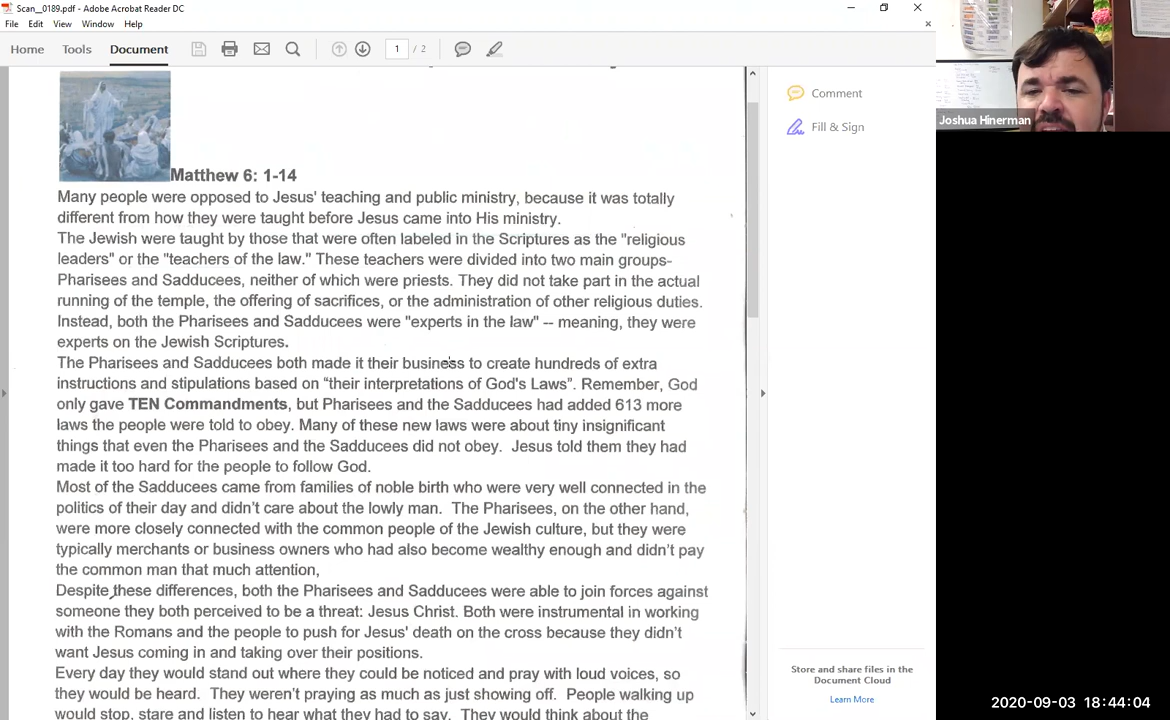 Scan__0189.pdf - Adobe Acrobat Reader DC
File Edit View Window Help
Home Tools Document 1 / 2
Comment
Fill & Sign
Joshua Hinerman
Matthew 6: 1-14
Many people were opposed to Jesus' teaching and public ministry, because it was totally
different from how they were taught before Jesus came into His ministry.
The Jewish were taught by those that were often labeled in the Scriptures as the "religious
leaders" or the "teachers of the law." These teachers were divided into two main groups-
Pharisees and Sadducees, neither of which were priests. They did not take part in the actual
running of the temple, the offering of sacrifices, or the administration of other religious duties.
Instead, both the Pharisees and Sadducees were "experts in the law" -- meaning, they were
experts on the Jewish Scriptures.
The Pharisees and Sadducees both made it their business to create hundreds of extra
instructions and stipulations based on “their interpretations of God's Laws”. Remember, God
only gave TEN Commandments, but Pharisees and the Sadducees had added 613 more
laws the people were told to obey. Many of these new laws were about tiny insignificant
things that even the Pharisees and the Sadducees did not obey. Jesus told them they had
made it too hard for the people to follow God.
Most of the Sadducees came from families of noble birth who were very well connected in the
politics of their day and didn’t care about the lowly man. The Pharisees, on the other hand,
were more closely connected with the common people of the Jewish culture, but they were
typically merchants or business owners who had also become wealthy enough and didn’t pay
the common man that much attention,
Despite these differences, both the Pharisees and Sadducees were able to join forces against
someone they both perceived to be a threat: Jesus Christ. Both were instrumental in working
with the Romans and the people to push for Jesus' death on the cross because they didn’t
want Jesus coming in and taking over their positions.
Every day they would stand out where they could be noticed and pray with loud voices, so
they would be heard. They weren’t praying as much as just showing off. People walking up
would stop, stare and listen to hear what they had to say. They would think about the
Store and share files in the
Document Cloud
Learn More
2020-09-03 18:44:04